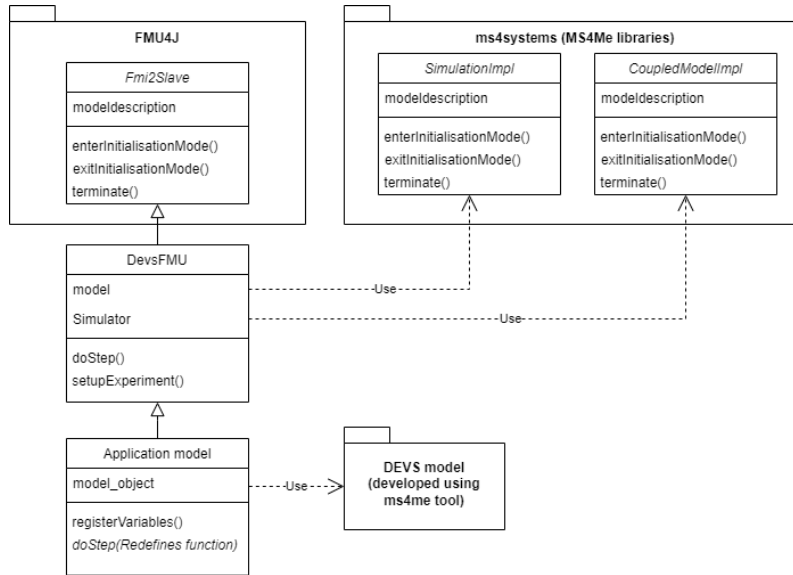 FMU4J
Fmi2Slave
modeldescription
enterInitialisationMode()
exitInitialisationMode()
terminate()
ms4systems (MS4Me libraries)
SimulationImpl
modeldescription
enterInitialisationMode()
exitInitialisationMode()
terminate()
CoupledModelImpl
modeldescription
enterInitialisationMode()
exitInitialisationMode()
terminate()
DevsFMU
model
Simulator
doStep()
setupExperiment()
Use
Use
Application model
model_object
registerVariables()
doStep(Redefines function)
Use
DEVS model
(developed using
ms4me tool)